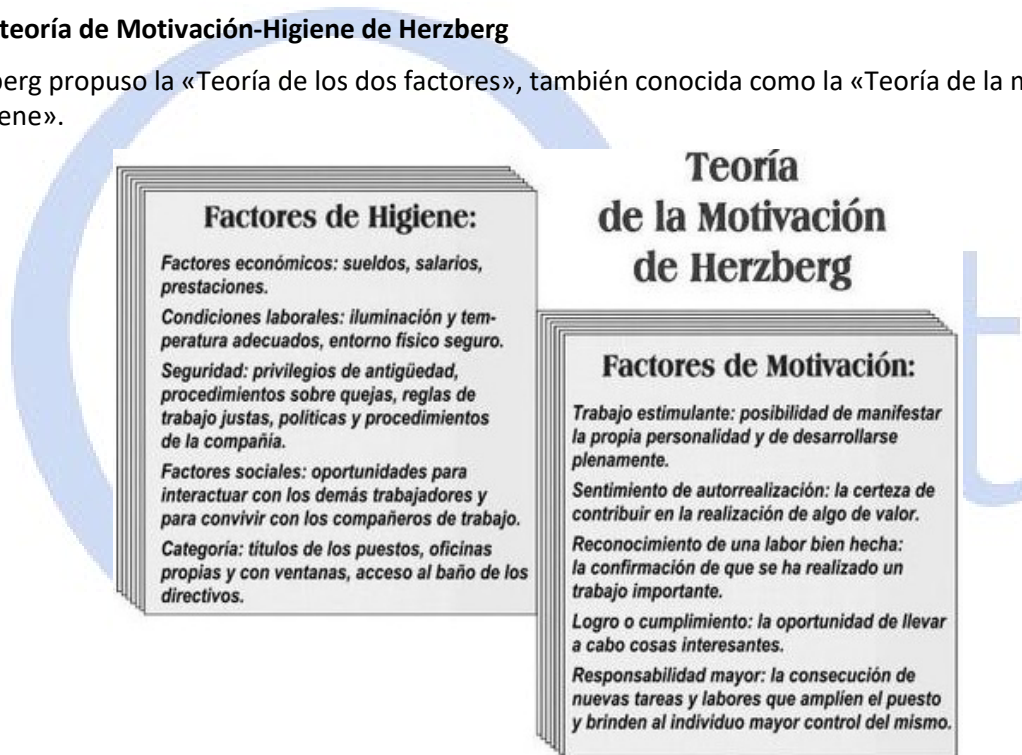 teoría de Motivación-Higiene de Herzberg
berg propuso la «Teoría de los dos factores», también conocida como la «Teoría de la
ene».
Teoría
de la Motivación
de Herzberg
Factores de Higiene:
Factores económicos: sueldos, salarios,
prestaciones.
Condiciones laborales: iluminación y tem-
peratura adecuados, entorno físico seguro.
Seguridad: privilegios de antigüedad,
procedimientos sobre quejas, reglas de
trabajo justas, políticas y procedimientos
de la compañía.
Factores sociales: oportunidades para
interactuar con los demás trabajadores y
para convivir con los compañeros de trabajo.
Categoría: títulos de los puestos, oficinas
propias y con ventanas, acceso al baño de los
directivos.
Factores de Motivación:
Trabajo estimulante: posibilidad de manifestar
la propia personalidad y de desarrollarse
plenamente.
Sentimiento de autorrealización: la certeza de
contribuir en la realización de algo de valor.
Reconocimiento de una labor bien hecha:
la confirmación de que se ha realizado un
trabajo importante.
Logro o cumplimiento: la oportunidad de llevar
a cabo cosas interesantes.
Responsabilidad mayor: la consecución de
nuevas tareas y labores que amplíen el puesto
y brinden al individuo mayor control del mismo.